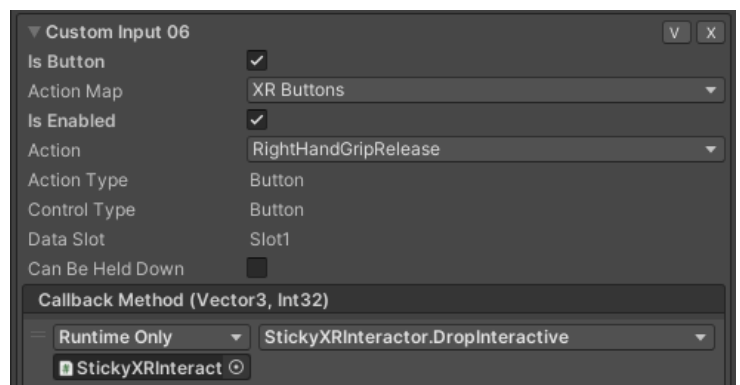 Custom Input 06 V X
Is Button
Action Map XR Buttons
Is Enabled
Action RightHandGripRelease
Action Type Button
Control Type Button
Data Slot Slot1
Can Be Held Down
Callback Method (Vector3, Int32)
Runtime Only StickyXRInteractor.DropInteractive
StickyXRInteract